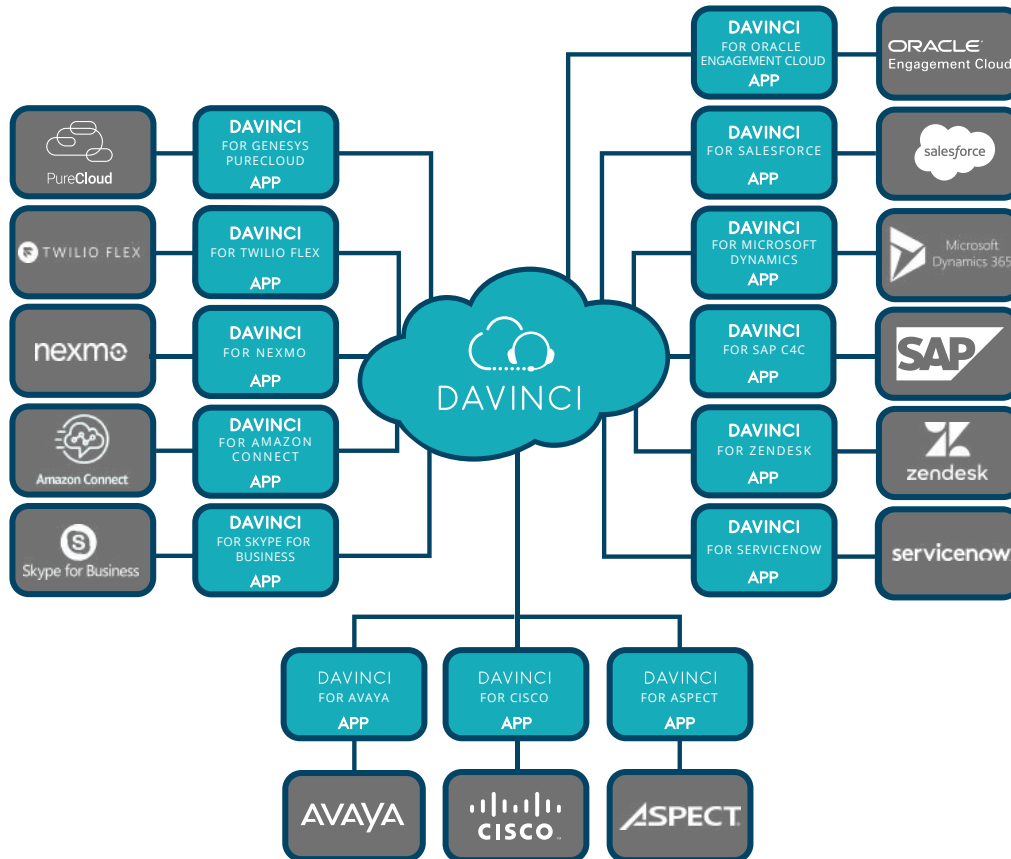 DAVINCI
FOR ORACLE
ENGAGEMENT CLOUD
APP
ORACLE
Engagement Cloud
PureCloud
DAVINCI
FOR GENESYS
PURECLOUD
APP
DAVINCI
FOR SALESFORCE
APP
salesforce
TWILIO FLEX
DAVINCI
FOR TWILIO FLEX
APP
DAVINCI
FOR MICROSOFT
DYNAMICS
APP
Microsoft
Dynamics 365
nexmo
DAVINCI
FOR NEXMO
APP
DAVINCI
DAVINCI
FOR SAP C4C
APP
SAP
Amazon Connect
DAVINCI
FOR AMAZON
CONNECT
APP
DAVINCI
FOR ZENDESK
APP
zendesk
S
Skype for Business
DAVINCI
FOR SKYPE FOR
BUSINESS
APP
DAVINCI
FOR SERVICENOW
APP
servicenow
DAVINCI
FOR AVAYA
APP
DAVINCI
FOR CISCO
APP
DAVINCI
FOR ASPECT
APP
AVAYA
CISCO
ASPECT